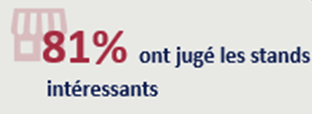 81% ont jugé les stands
intéressants